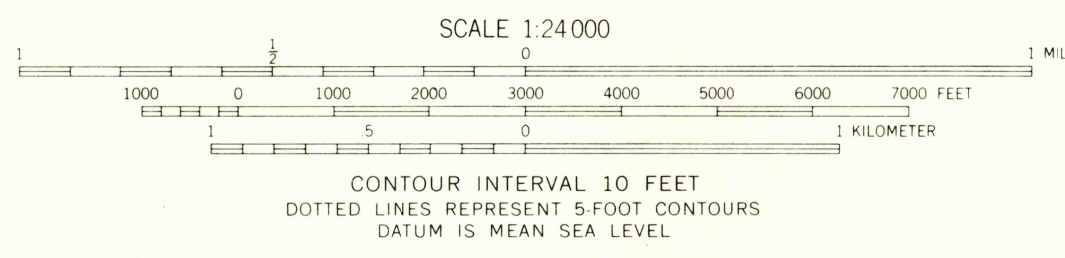 SCALE 1:24 000
1 1/2 0 1 MIL
1000 0 1000 2000 3000 4000 5000 6000 7000 FEET
1 .5 0 1 KILOMETER
CONTOUR INTERVAL 10 FEET
DOTTED LINES REPRESENT 5-FOOT CONTOURS
DATUM IS MEAN SEA LEVEL